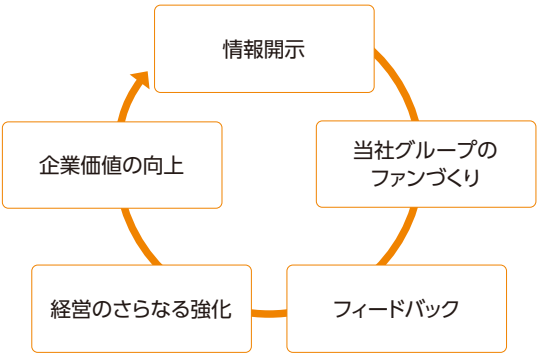 情報開示
当社グループの
ファンづくり
フィードバック
経営のさらなる強化
企業価値の向上